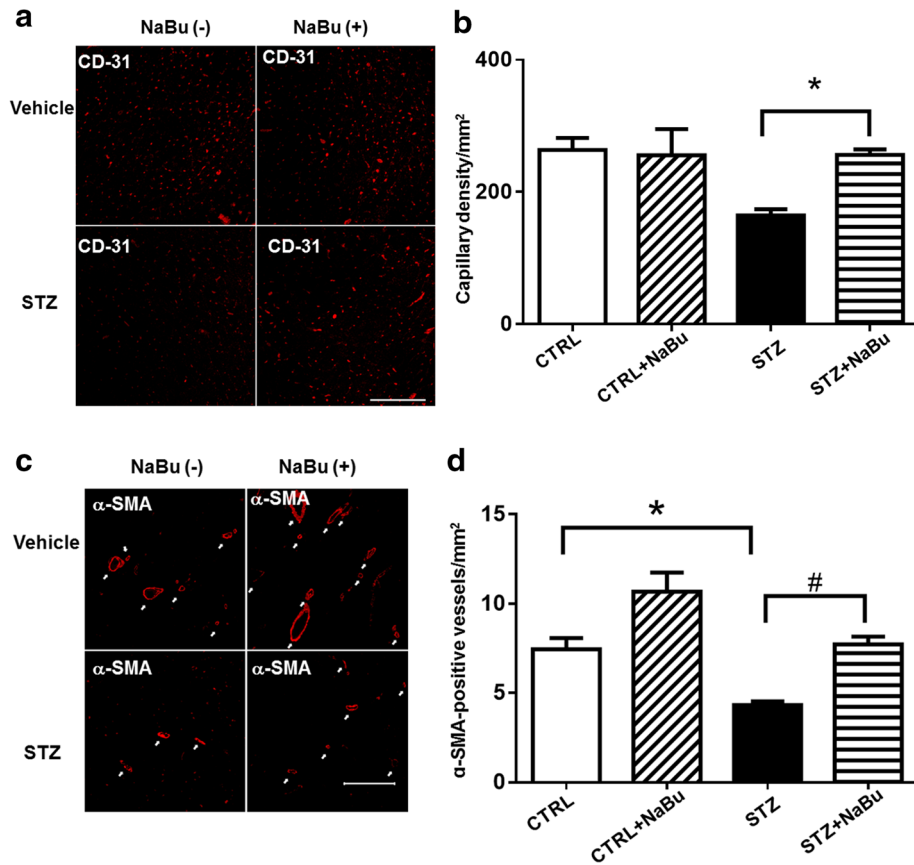 a
NaBu (-) NaBu (+)
CD-31 CD-31
Vehicle
CD-31 CD-31
STZ
b
Capillary density/mm²
400
200
0
*
CTRL CTRL+NaBu STZ STZ+NaBu
c
NaBu (-) NaBu (+)
α-SMA α-SMA
Vehicle
α-SMA α-SMA
STZ
d
α-SMA-positive vessels/mm²
15
10
5
0
*
#
CTRL CTRL+NaBu STZ STZ+NaBu